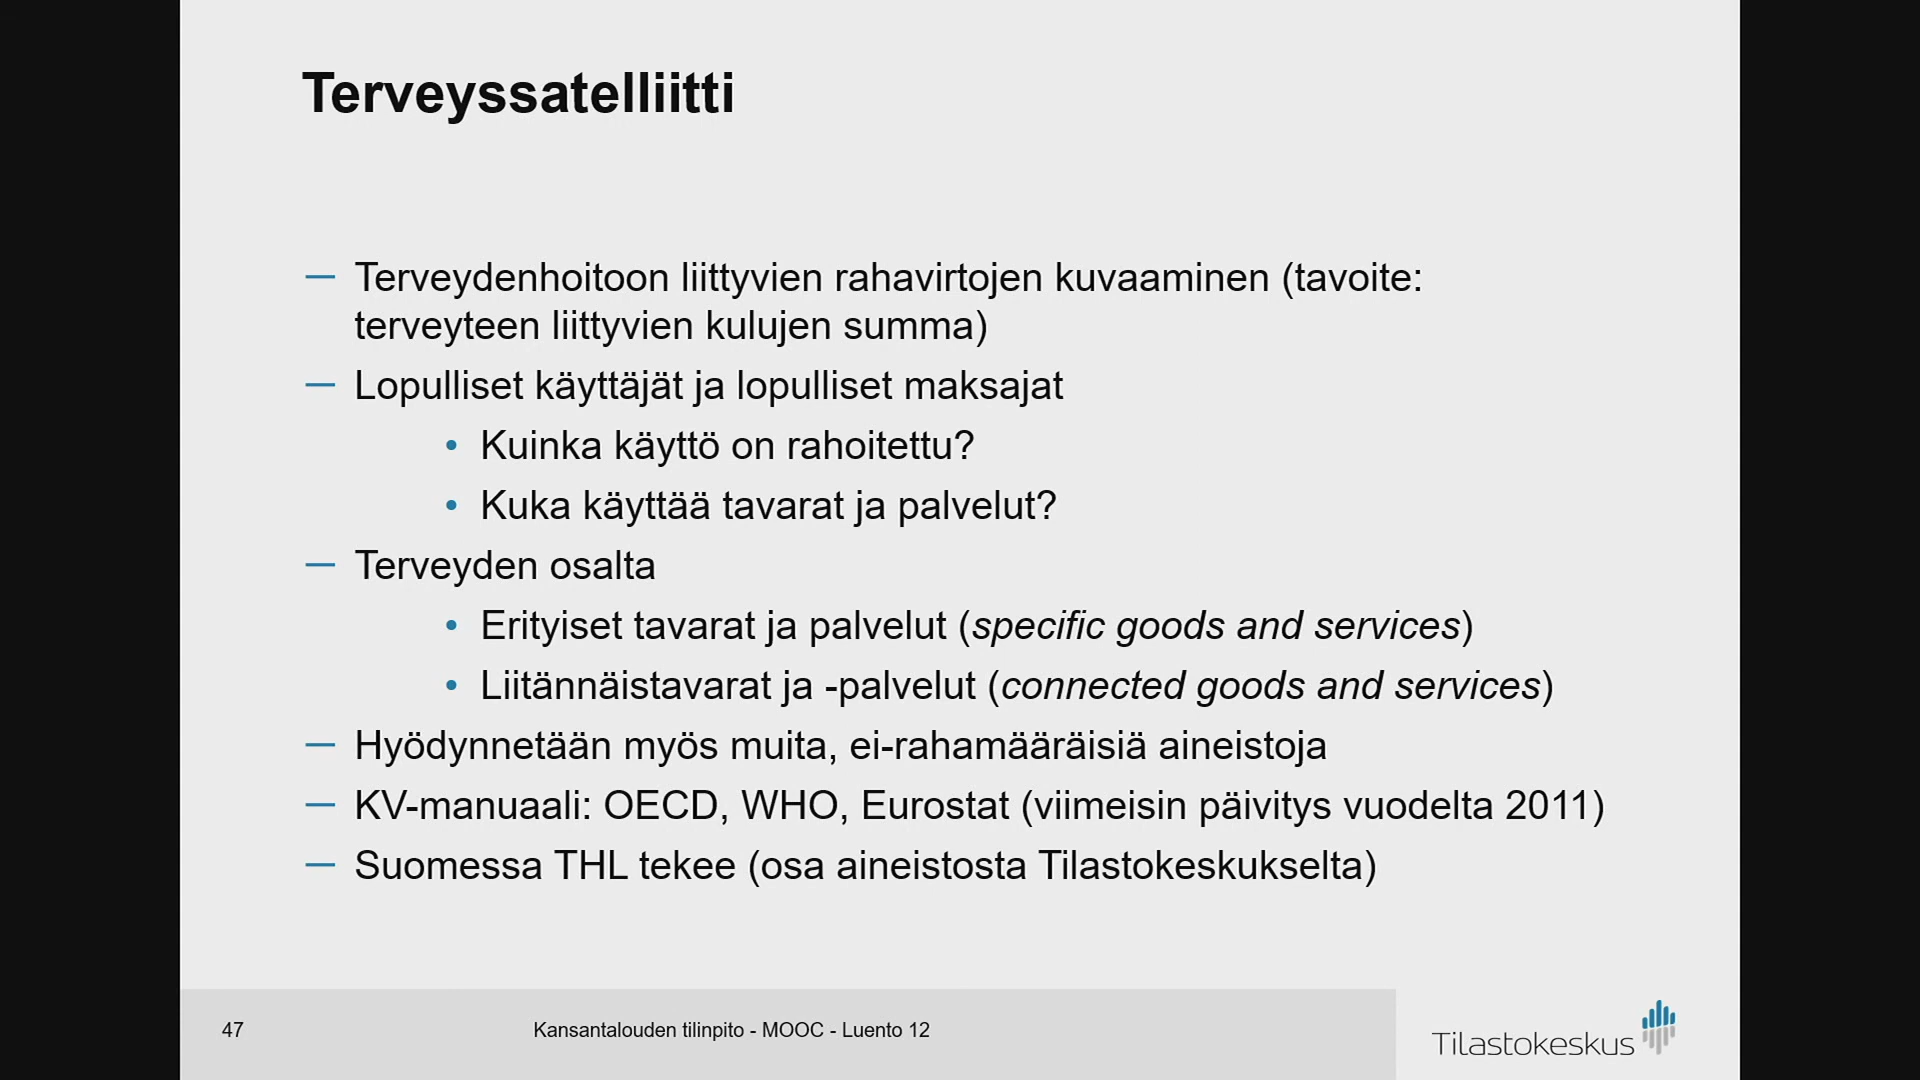 Terveyssatelliitti
— Terveydenhoitoon liittyvien rahavirtojen kuvaaminen (tavoite:
terveyteen liittyvien kulujen summa)
— Lopulliset käyttäjät ja lopulliset maksajat
• Kuinka käyttö on rahoitettu?
• Kuka käyttää tavarat ja palvelut?
— Terveyden osalta
• Erityiset tavarat ja palvelut (specific goods and services)
• Liitännäistavarat ja -palvelut (connected goods and services)
— Hyödynnetään myös muita, ei-rahamääräisiä aineistoja
— KV-manuaali: OECD, WHO, Eurostat (viimeisin päivitys vuodelta 2011)
— Suomessa THL tekee (osa aineistosta Tilastokeskukselta)
47
Kansantalouden tilinpito - MOOC - Luento 12
Tilastokeskus